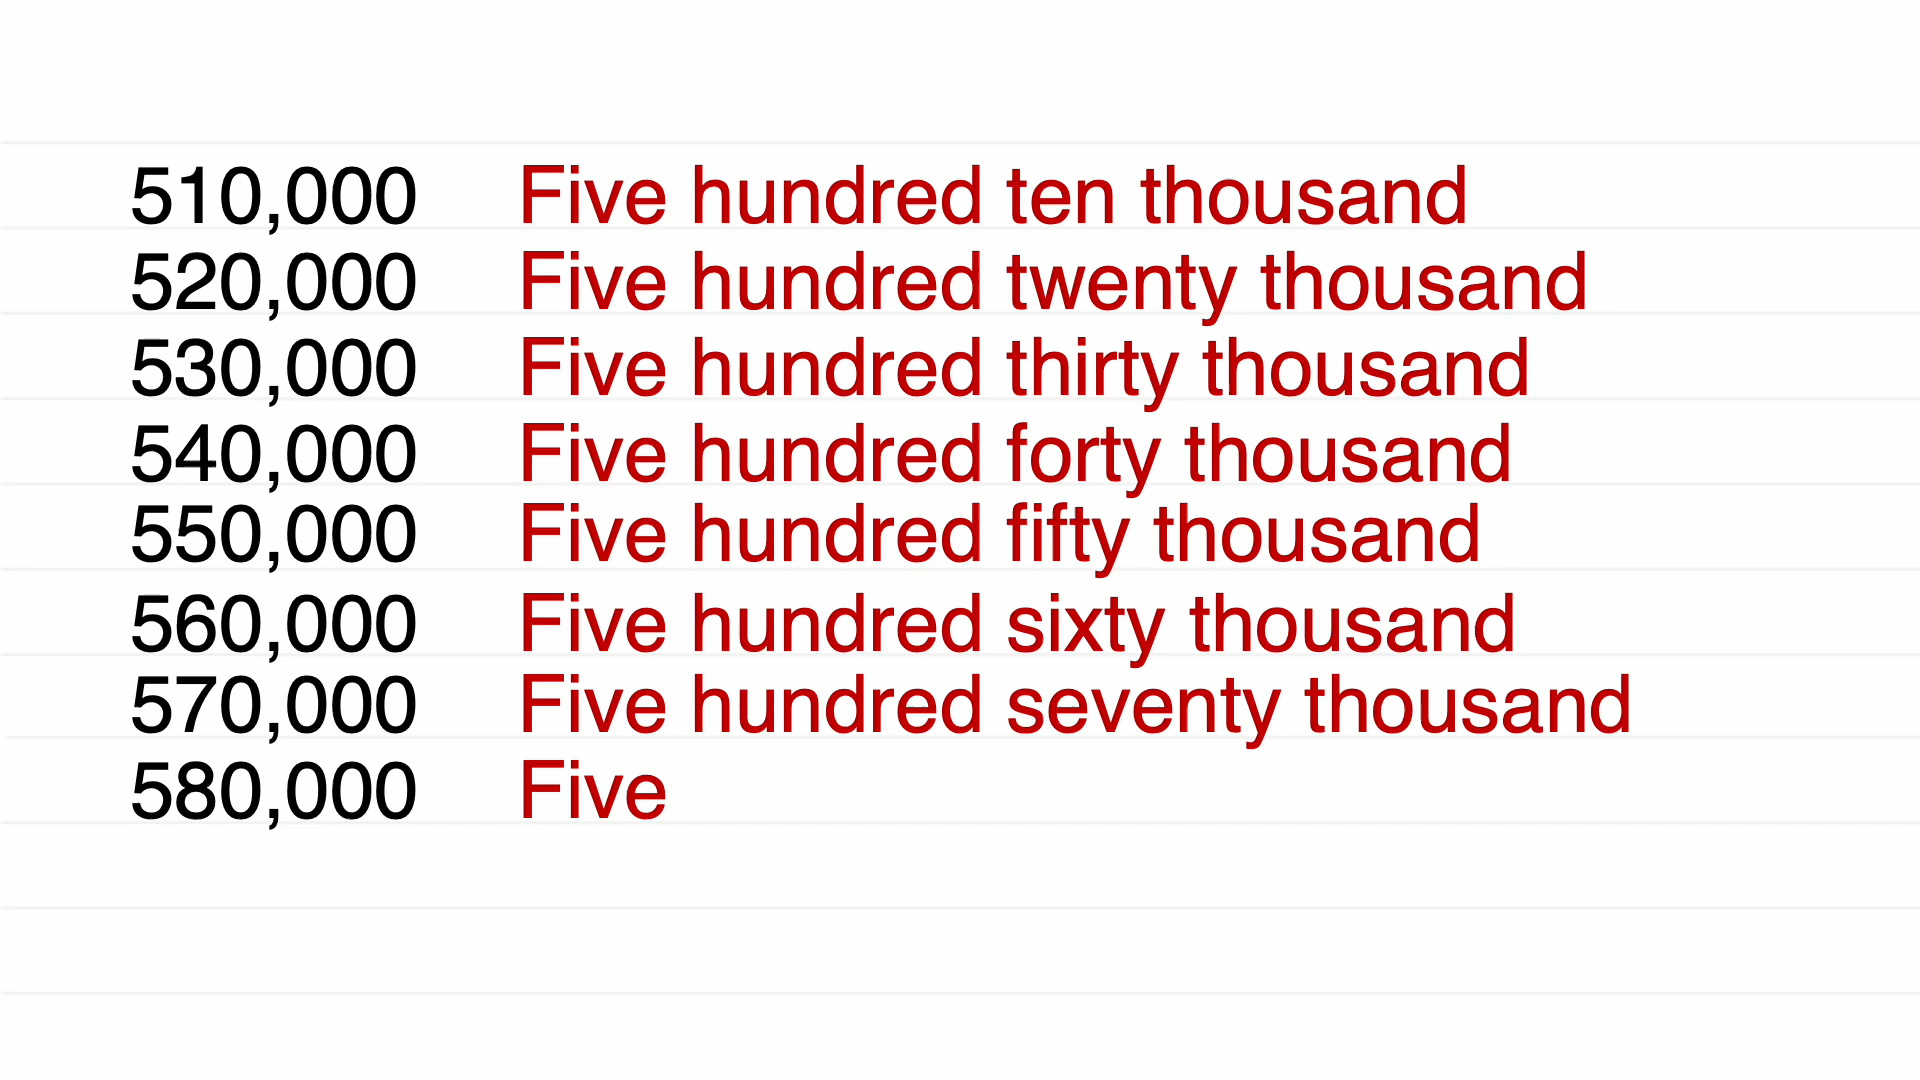 510,000 Five hundred ten thousand
520,000 Five hundred twenty thousand
530,000 Five hundred thirty thousand
540,000 Five hundred forty thousand
550,000 Five hundred fifty thousand
560,000 Five hundred sixty thousand
570,000 Five hundred seventy thousand
580,000 Five